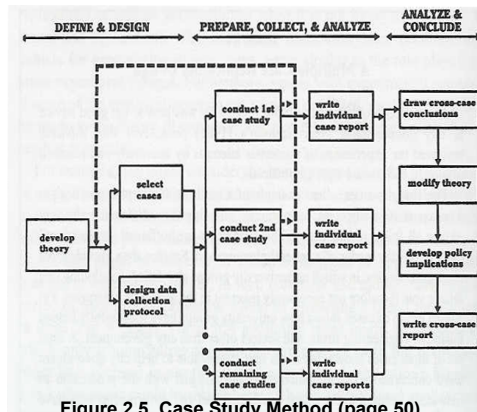 DEFINE & DESIGN
PREPARE, COLLECT, & ANALYZE
ANALYZE &
CONCLUDE
conduct 1st
case study
write
individual
case report
draw cross-case
conclusions
select
cases
modify theory
develop
theory
conduct 2nd
case study
write
individual
case report
develop policy
implications
design data
collection
protocol
write cross-case
report
conduct
remaining
case studies
write
individual
case reports
Figure 2.5 Case Study Method (page 50)